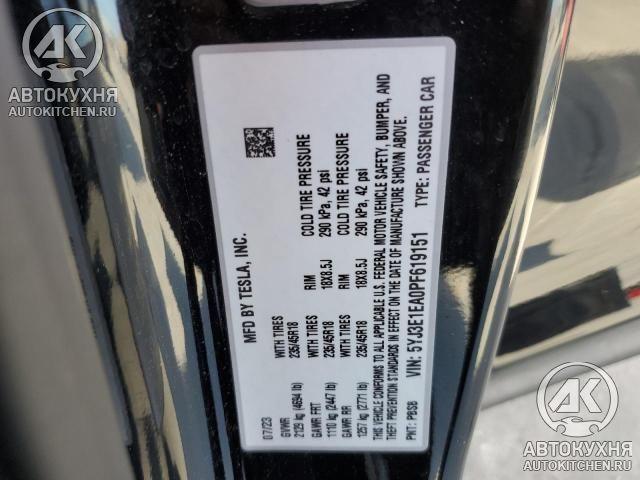 MFD BY TESLA, INC.
07/23
GVWR WITH TIRES RIM COLD TIRE PRESSURE
2129 kg (4694 lb) 235/45R18 18X8.5J 290 kPa, 42 psi
GAWR FRT WITH TIRES RIM COLD TIRE PRESSURE
1110 kg (2447 lb) 235/45R18 18X8.5J 290 kPa, 42 psi
GAWR RR
1257 kg (2771 lb) 235/45R18
THIS VEHICLE CONFORMS TO ALL APPLICABLE U.S. FEDERAL MOTOR VEHICLE SAFETY, BUMPER, AND
THEFT PREVENTION STANDARDS IN EFFECT ON THE DATE OF MANUFACTURE SHOWN ABOVE.
VIN: 5YJ3E1EA0PF619151 TYPE: PASSENGER CAR
PNT: PBSB
АК
АВТОКУХНЯ
AUTOKITCHEN.RU
АК
АВТОКУХНЯ
AUTOKITCHEN.RU